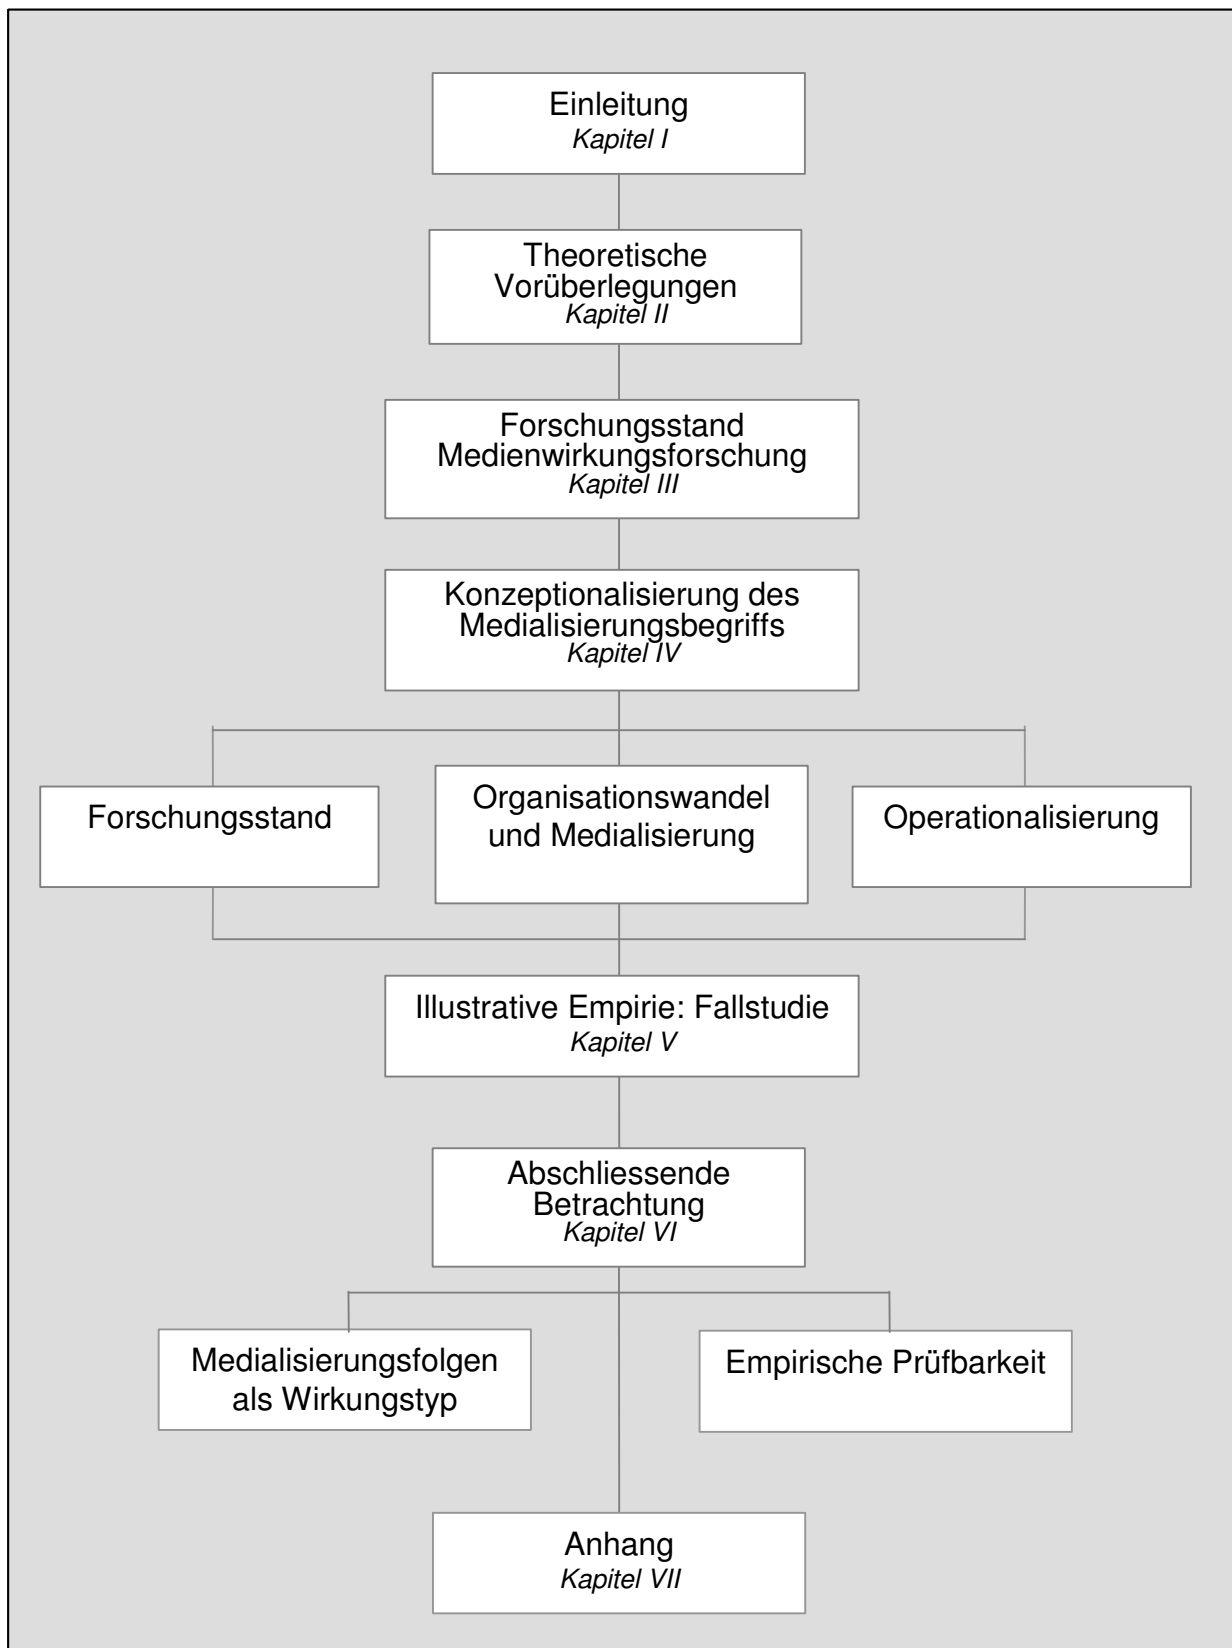 Einleitung
Kapitel I
Theoretische
Vorüberlegungen
Kapitel II
Forschungsstand
Medienwirkungsforschung
Kapitel III
Konzeptionalisierung des
Medialisierungsbegriffs
Kapitel IV
Forschungsstand
Organisationswandel
und Medialisierung
Operationalisierung
Illustrative Empirie: Fallstudie
Kapitel V
Abschliessende
Betrachtung
Kapitel VI
Medialisierungsfolgen
als Wirkungstyp
Empirische Prüfbarkeit
Anhang
Kapitel VII